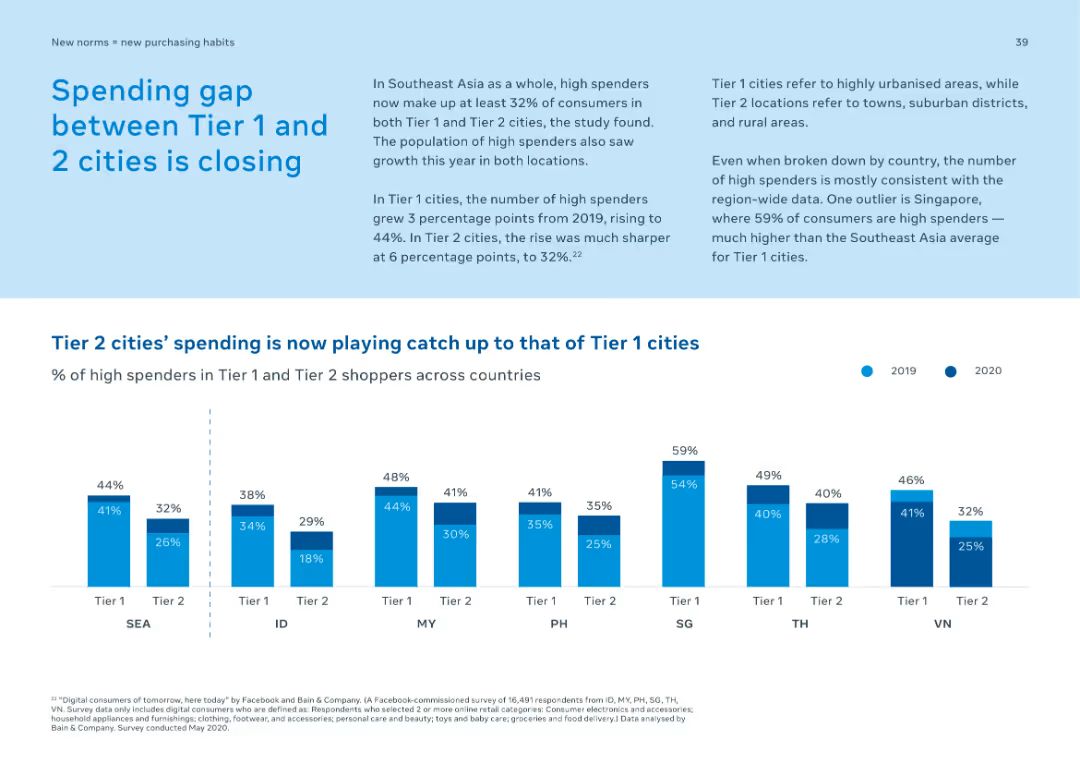 New norms = new purchasing habits
39
Spending gap
between Tier 1 and
2 cities is closing
In Southeast Asia as a whole, high spenders
now make up at least 32% of consumers in
both Tier 1 and Tier 2 cities, the study found.
The population of high spenders also saw
growth this year in both locations.
In Tier 1 cities, the number of high spenders
grew 3 percentage points from 2019, rising to
44%. In Tier 2 cities, the rise was much sharper
at 6 percentage points, to 32%.²²
Tier 1 cities refer to highly urbanised areas, while
Tier 2 locations refer to towns, suburban districts,
and rural areas.
Even when broken down by country, the number
of high spenders is mostly consistent with the
region-wide data. One outlier is Singapore,
where 59% of consumers are high spenders —
much higher than the Southeast Asia average
for Tier 1 cities.
Tier 2 cities’ spending is now playing catch up to that of Tier 1 cities
% of high spenders in Tier 1 and Tier 2 shoppers across countries
2019 2020
44% 32% 38% 29% 48% 41% 41% 35% 59% 49% 40% 46% 32%
41% 26% 34% 18% 44% 30% 35% 25% 54% 40% 28% 41% 25%
Tier 1 Tier 2 Tier 1 Tier 2 Tier 1 Tier 2 Tier 1 Tier 2 Tier 1 Tier 1 Tier 2 Tier 1 Tier 2
SEA ID MY PH SG TH VN
²² “Digital consumers of tomorrow, here today” by Facebook and Bain & Company. (A Facebook-commissioned survey of 16,491 respondents from ID, MY, PH, SG, TH,
VN. Survey data only includes digital consumers who are defined as: Respondents who selected 2 or more online retail categories: Consumer electronics and accessories;
household appliances and furnishings; clothing, footwear, and accessories; personal care and beauty; toys and baby care; groceries and food delivery.) Data analysed by
Bain & Company. Survey conducted May 2020.